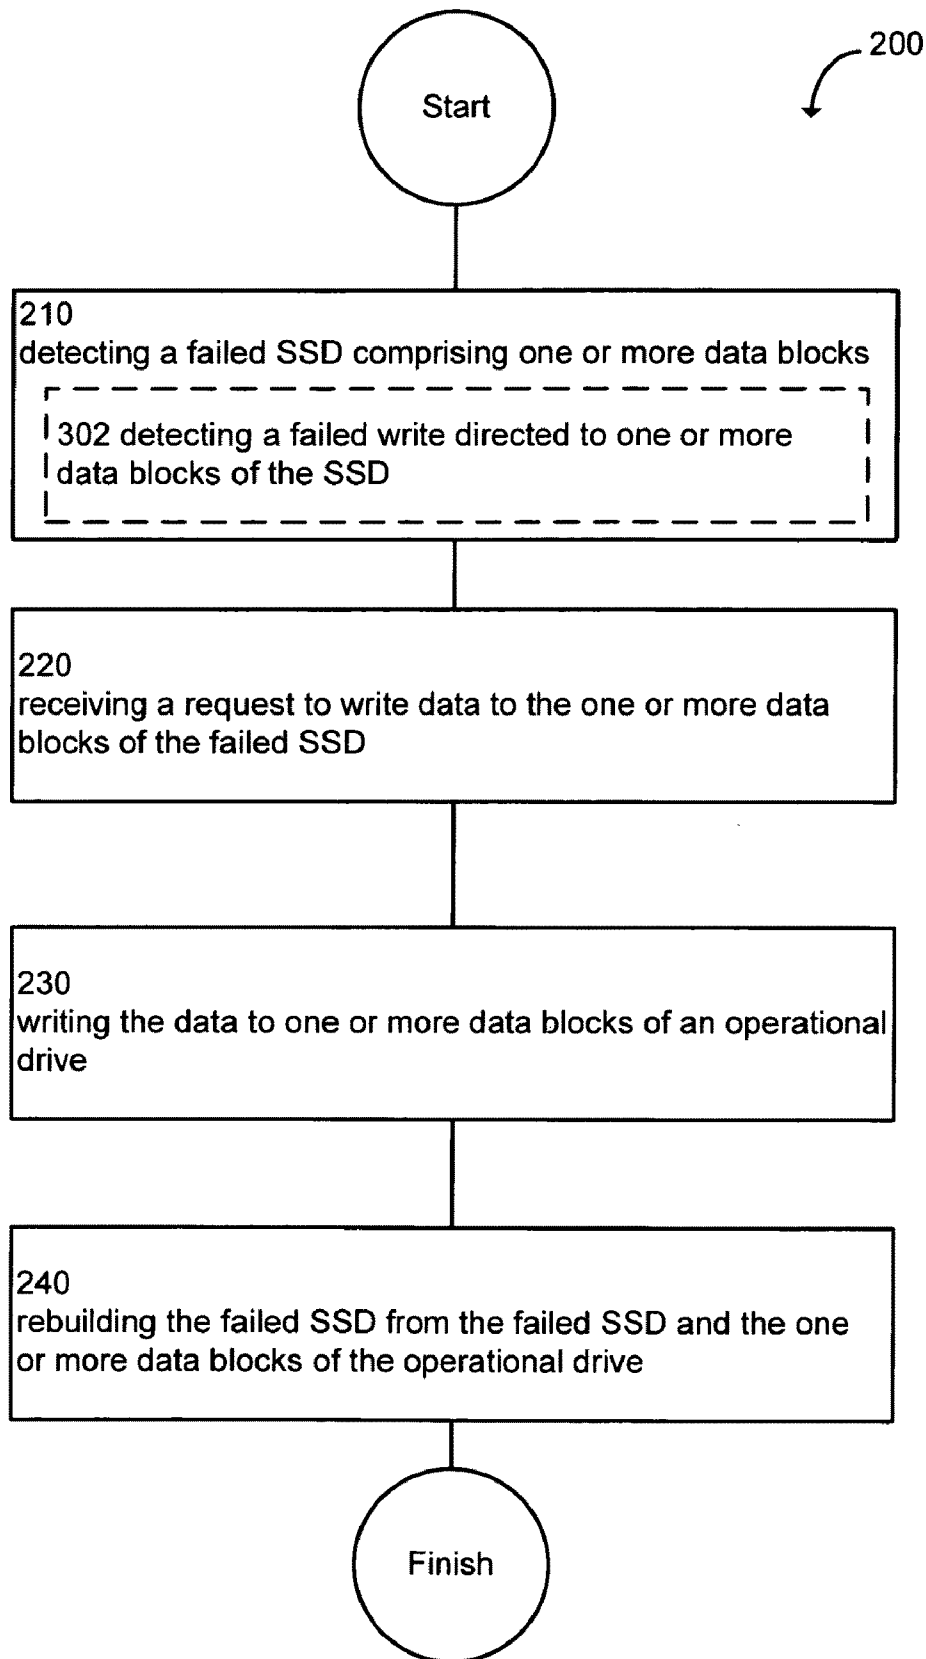 200
Start
210
detecting a failed SSD comprising one or more data blocks
302 detecting a failed write directed to one or more
data blocks of the SSD
220
receiving a request to write data to the one or more data
blocks of the failed SSD
230
writing the data to one or more data blocks of an operational
drive
240
rebuilding the failed SSD from the failed SSD and the one
or more data blocks of the operational drive
Finish